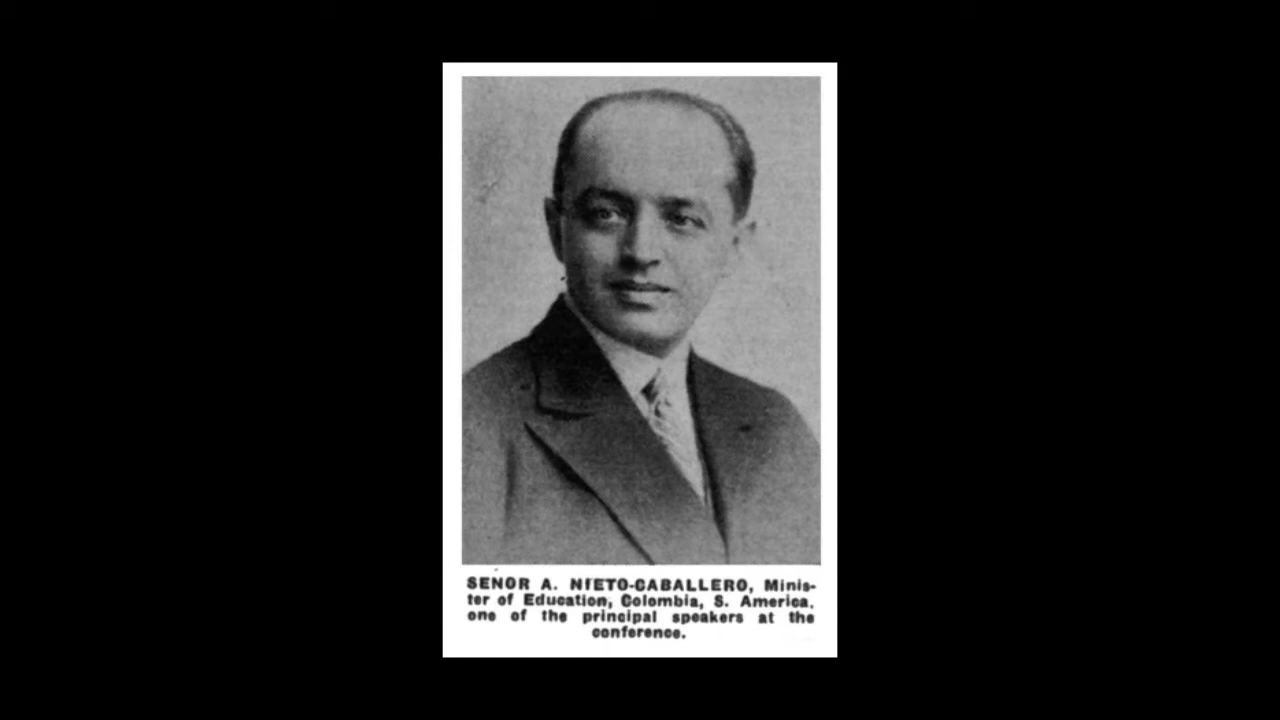 SENOR A. NIETO-CABALLERO, Minis-
ter of Education, Colombia, S. America,
one of the principal speakers at the
conference.